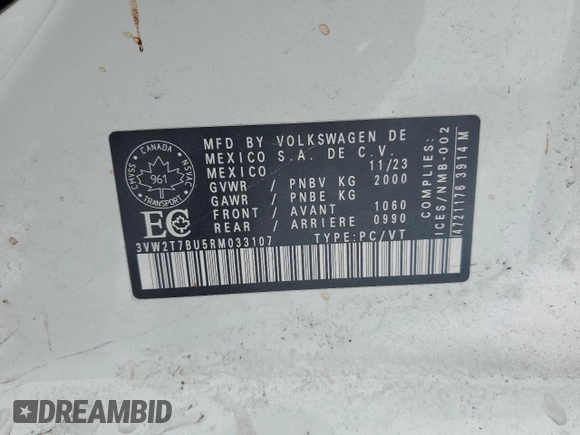 MFD BY VOLKSWAGEN DE
MEXICO S.A. DE C.V.
MEXICO 11/23
GVWR / PNBV KG 2000
GAWR / PNBE KG
FRONT / AVANT 1060
REAR / ARRIERE 0990
3VW2T7BU5RM033107 TYPE:PC/VT
COMPLIES:
ICES/NMB-002
4721176 3914 M
CANADA
CMVSS
NSVAC
961
TRANSPORT
EC
DREAMBID